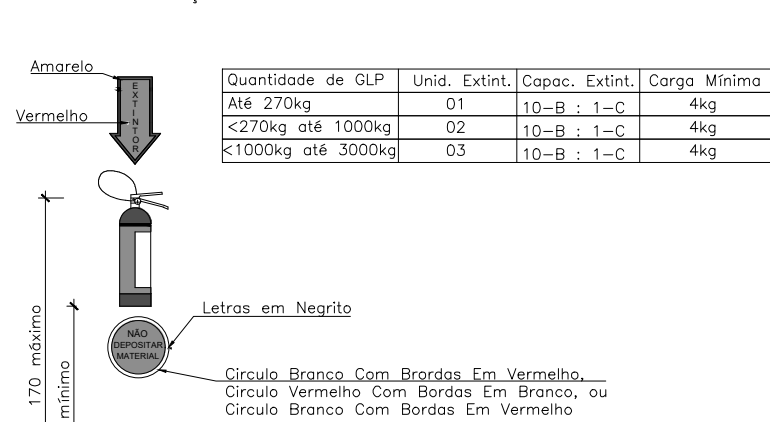 Amarelo
EXTINTOR
Vermelho
Quantidade de GLP Unid. Extint. Capac. Extint. Carga Mínima
Até 270kg 01 10-B : 1-C 4kg
<270kg até 1000kg 02 10-B : 1-C 4kg
<1000kg até 3000kg 03 10-B : 1-C 4kg
170 máximo
mínimo
Letras em Negrito
NÃO
DEPOSITAR
MATERIAL
Circulo Branco Com Brordas Em Vermelho,
Circulo Vermelho Com Bordas Em Branco, ou
Circulo Branco Com Bordas Em Vermelho